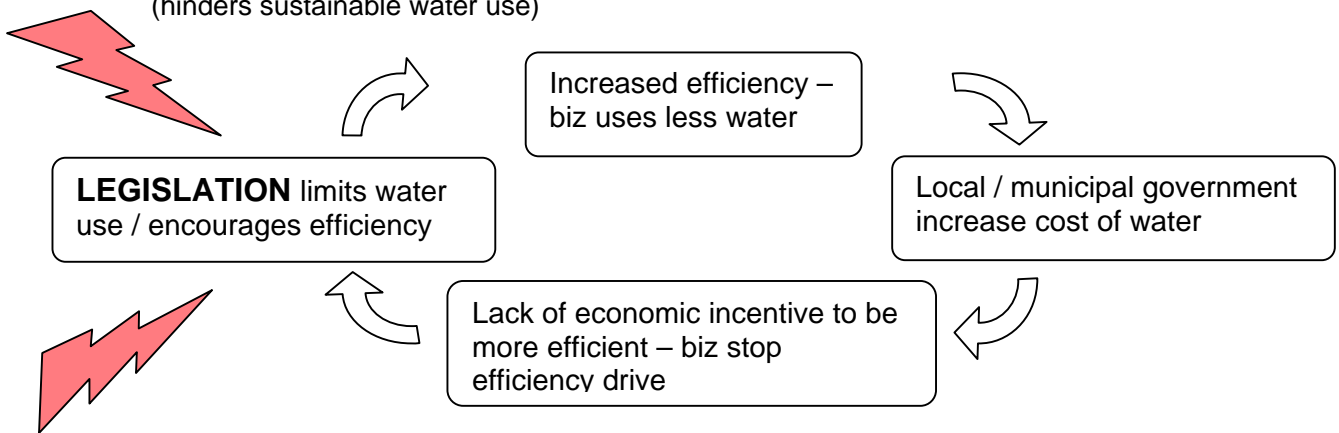 (hinders sustainable water use)
Increased efficiency –
biz uses less water
LEGISLATION limits water
use / encourages efficiency
Local / municipal government
increase cost of water
Lack of economic incentive to be
more efficient – biz stop
efficiency drive